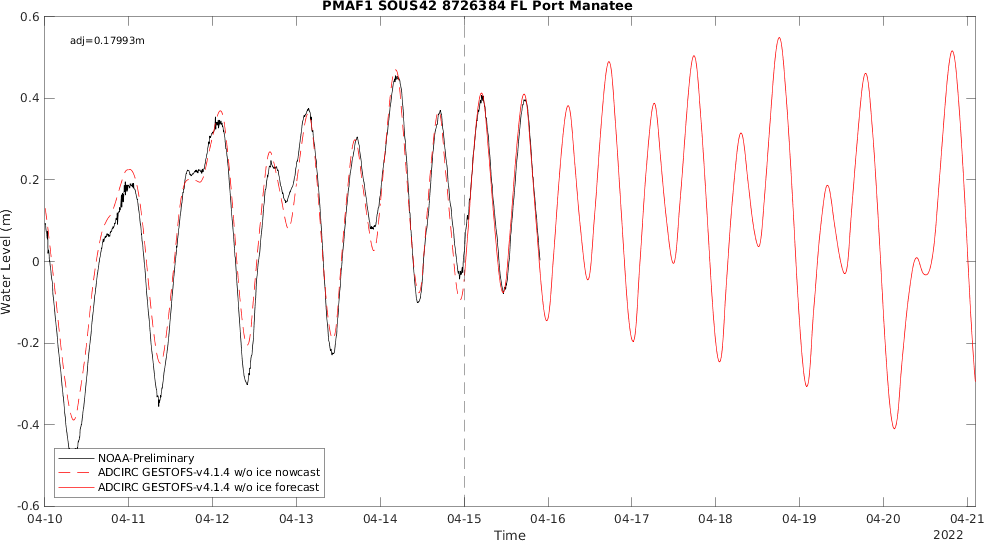 PMAF1 SOUS42 8726384 FL Port Manatee
adj=0.17993m
0.6
0.4
0.2
0
-0.2
-0.4
-0.6
Water Level (m)
NOAA-Preliminary
ADCIRC GESTOFS-v4.1.4 w/o ice nowcast
ADCIRC GESTOFS-v4.1.4 w/o ice forecast
04-10 04-11 04-12 04-13 04-14 04-15 04-16 04-17 04-18 04-19 04-20 04-21
Time
2022